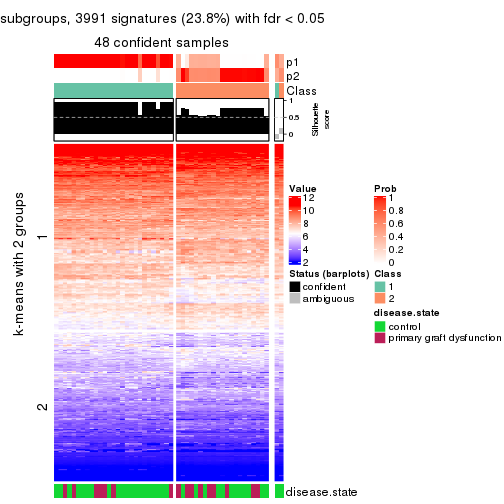 subgroups, 3991 signatures (23.8%) with fdr < 0.05
48 confident samples
p1
p2
Class
1
0.5
0
Silhouette
score
k-means with 2 groups
1
2
Value
12
10
8
6
4
2
Prob
1
0.8
0.6
0.4
0.2
0
Status (barplots)
confident
ambiguous
Class
1
2
disease.state
control
primary graft dysfunction
disease.state